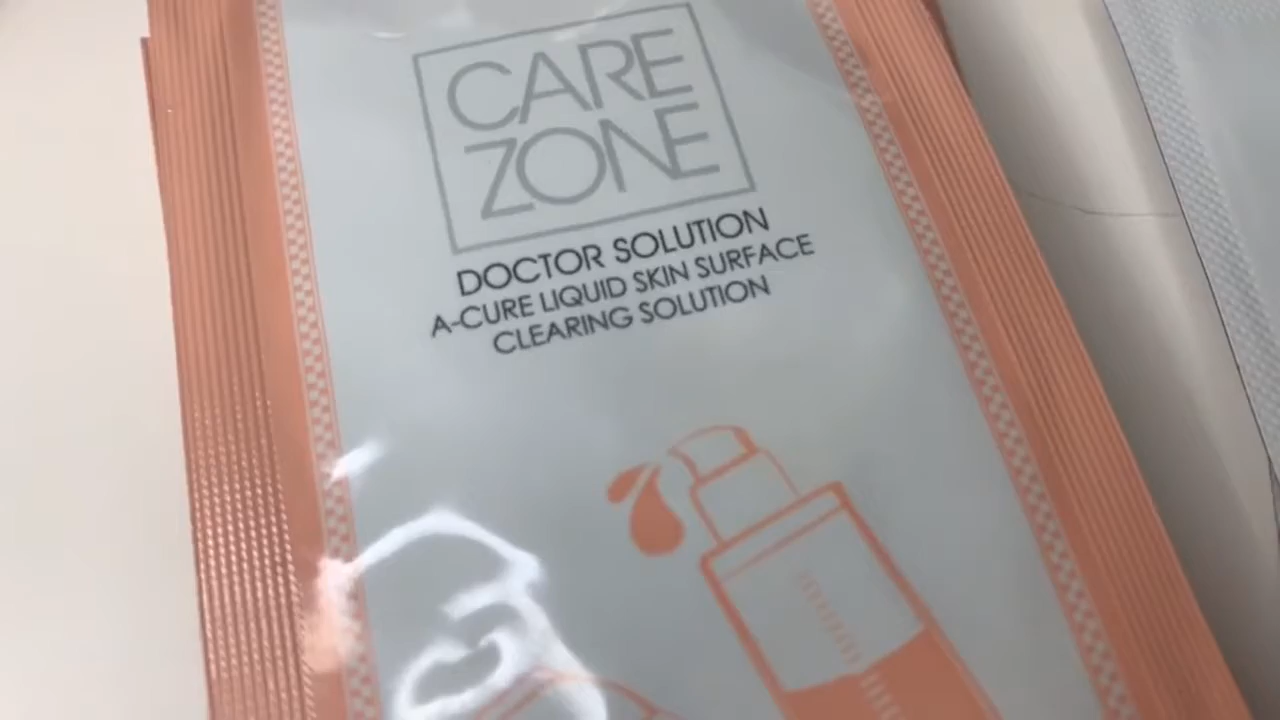 CARE
ZONE
DOCTOR SOLUTION
A-CURE LIQUID SKIN SURFACE
CLEARING SOLUTION